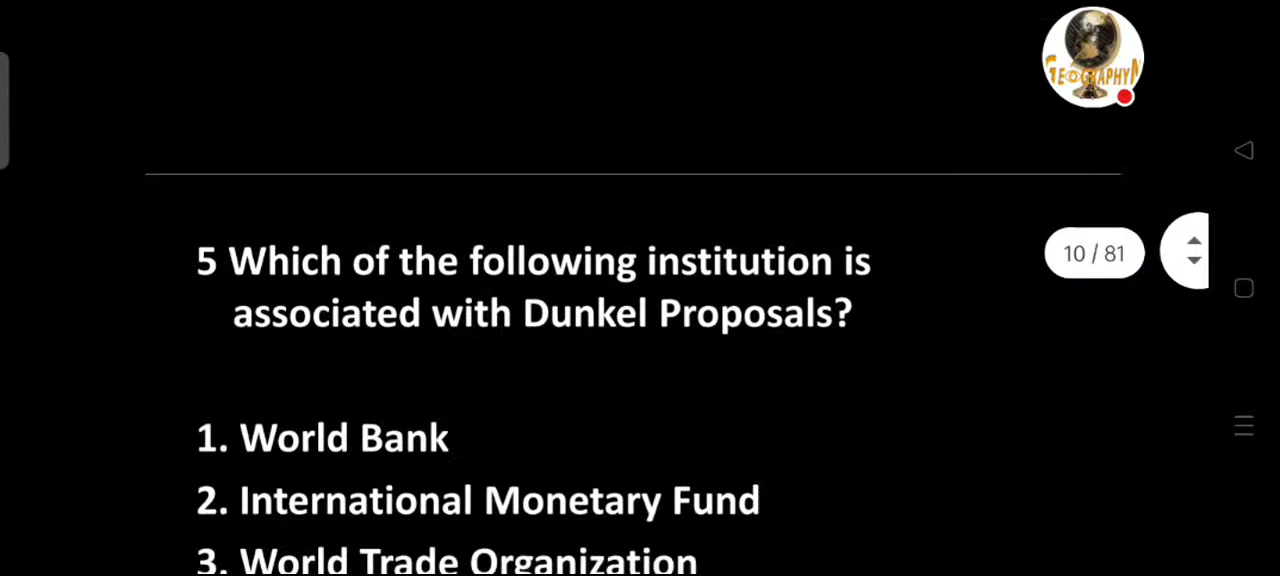 GEOGRAPHY
10 / 81
5 Which of the following institution is
associated with Dunkel Proposals?
1. World Bank
2. International Monetary Fund
3. World Trade Organization